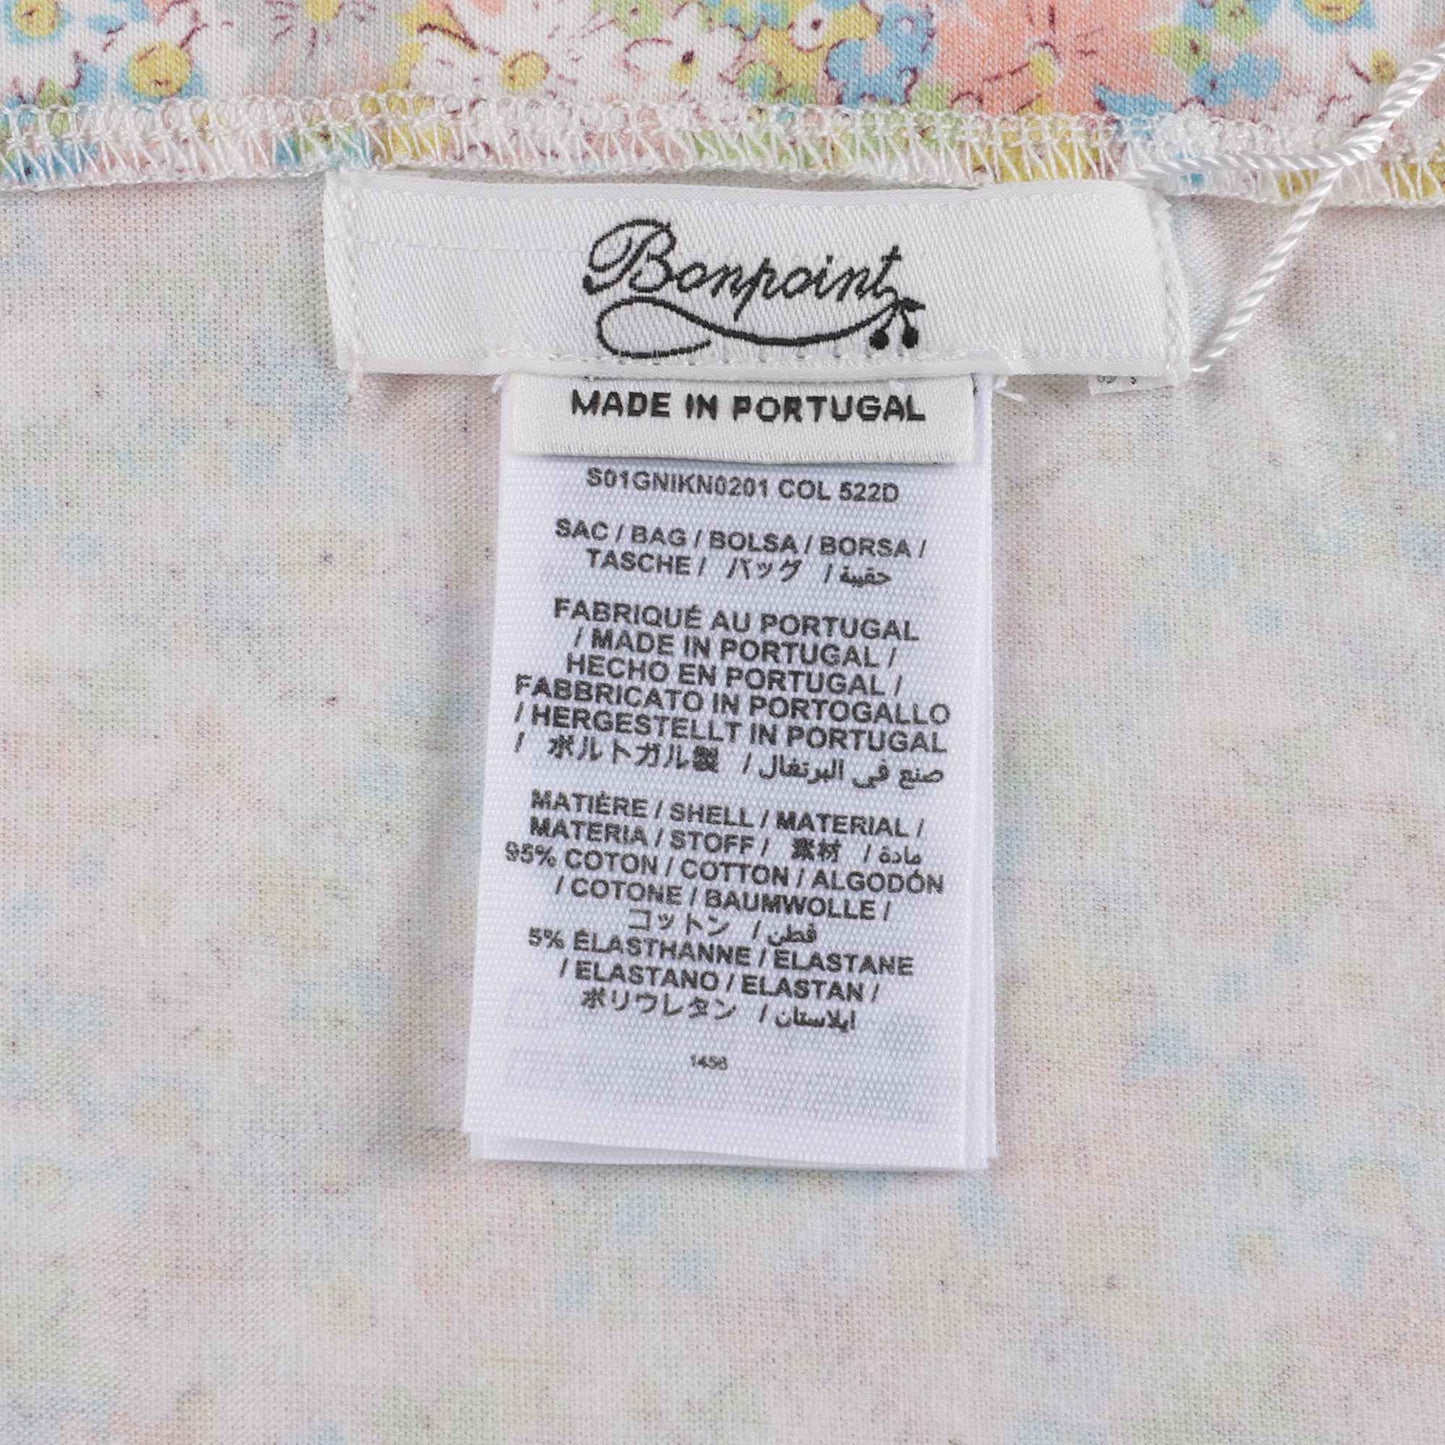 Bonpoint
MADE IN PORTUGAL
S01GNIKN0201 COL 522D
SAC / BAG / BOLSA / BORSA /
TASCHE / バッグ / حقيبة
FABRIQUÉ AU PORTUGAL
/ MADE IN PORTUGAL /
HECHO EN PORTUGAL /
FABBRICATO IN PORTOGALLO
/ HERGESTELLT IN PORTUGAL
/ ポルトガル製 / صنع في البرتغال
MATIÈRE / SHELL / MATERIAL /
MATERIA / STOFF / 素材 / مادة
95% COTON / COTTON / ALGODÓN
/ COTONE / BAUMWOLLE /
コットン / قطن
5% ÉLASTHANNE / ELASTANE
/ ELASTANO / ELASTAN /
ポリウレタン / ايلاستان
1456